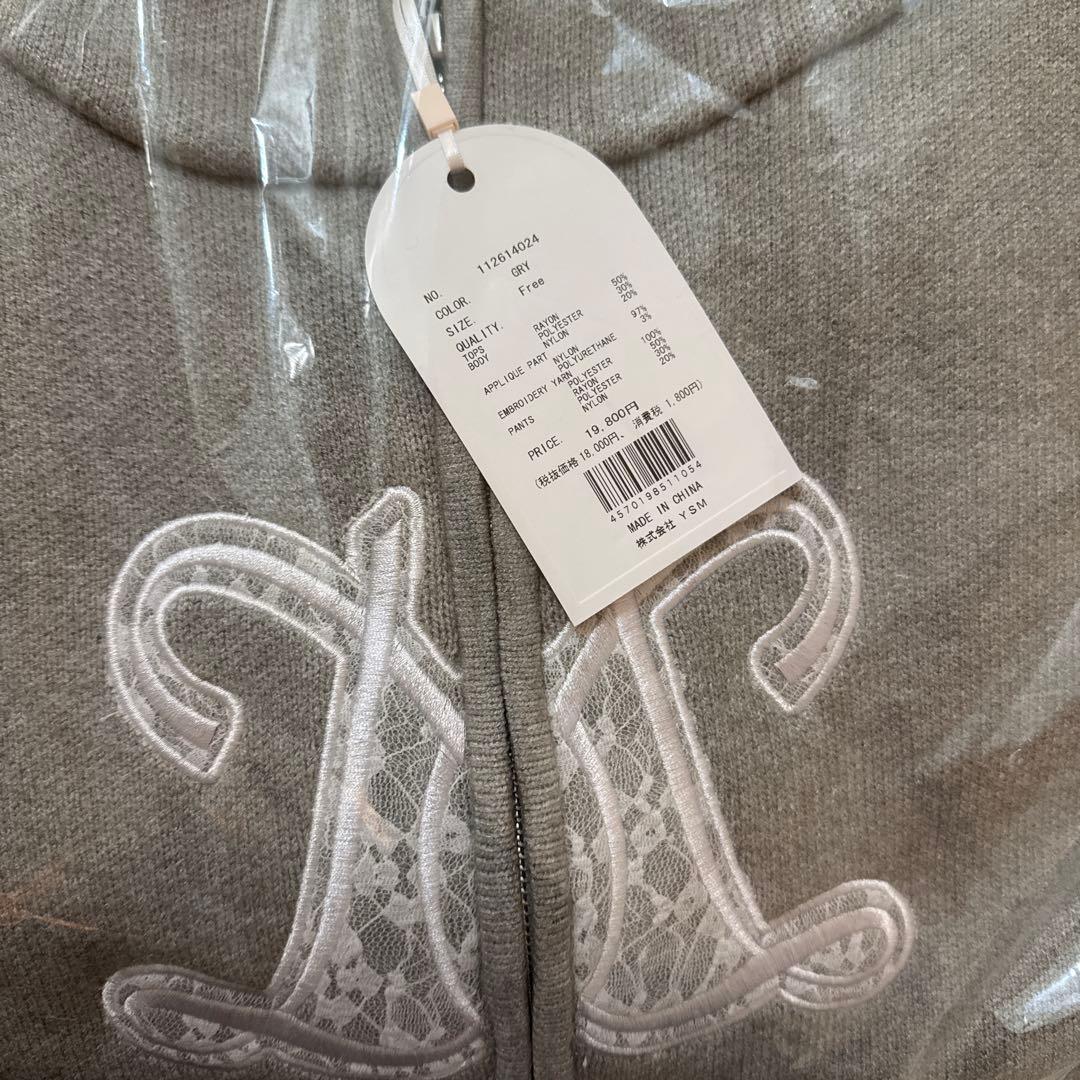 NO. 112614024
COLOR. GRY
SIZE. Free
QUALITY.
TOPS
BODY RAYON 50%
POLYESTER 30%
NYLON 20%
APPLIQUE PART NYLON 97%
POLYURETHANE 3%
EMBROIDERY YARN POLYESTER 100%
PANTS RAYON 50%
POLYESTER 30%
NYLON 20%
PRICE. 19,800円
(税抜価格 18,000円、 消費税 1,800円)
4570198511054
MADE IN CHINA
株式会社 YSM